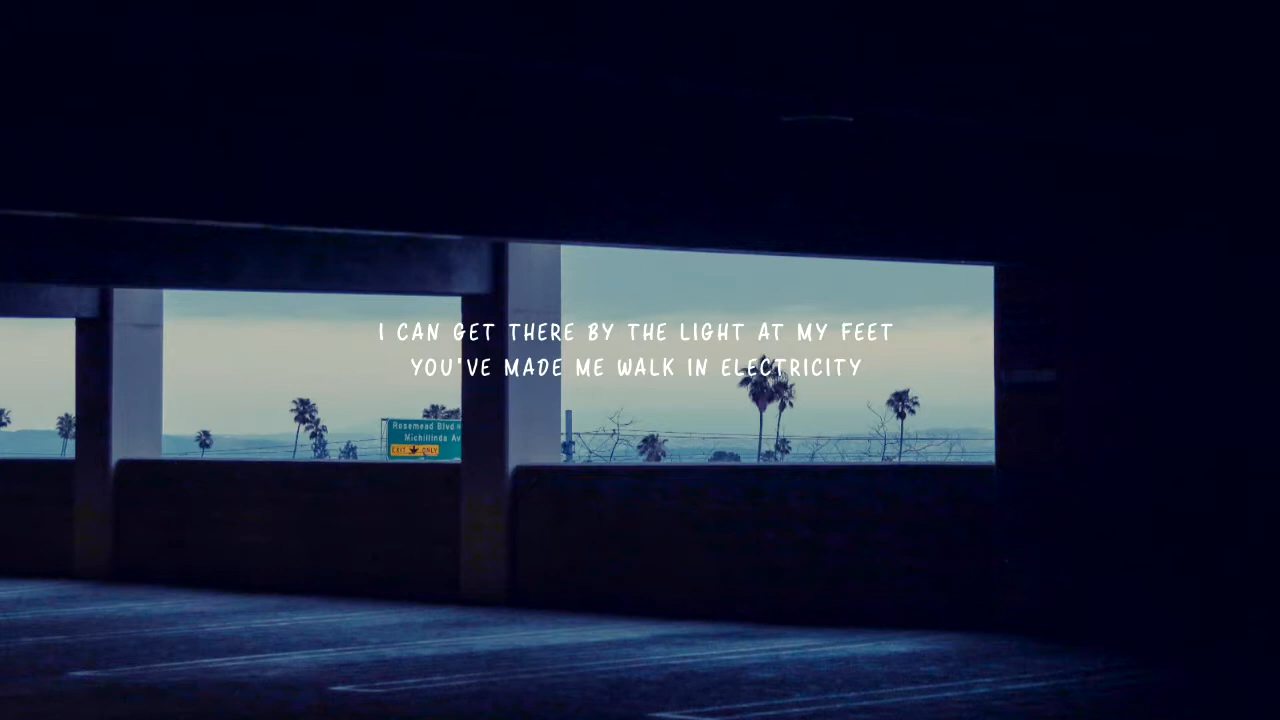 I CAN GET THERE BY THE LIGHT AT MY FEET
YOU'VE MADE ME WALK IN ELECTRICITY
Rosemead Blvd
Michillinda Av
EXIT ONLY